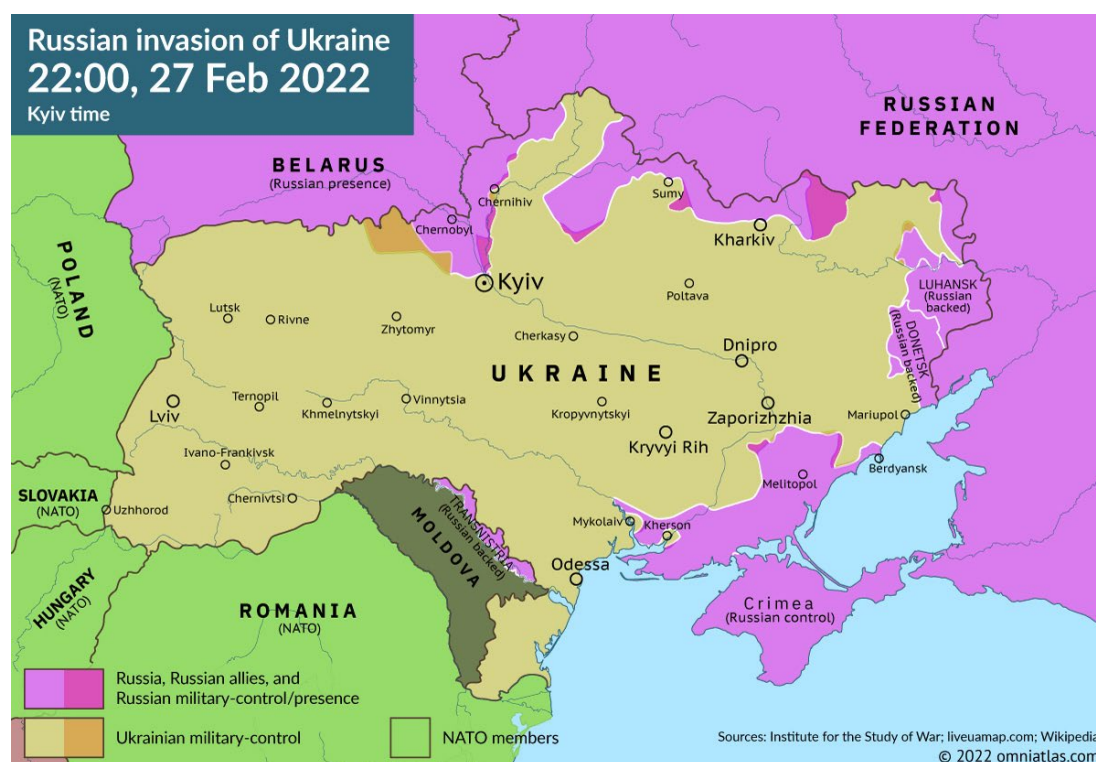 Russian invasion of Ukraine
22:00, 27 Feb 2022
Kyiv time
RUSSIAN
FEDERATION
BELARUS
(Russian presence)
Chernihiv
Chernobyl
Sumy
Kharkiv
Kyiv
POLAND
(NATO)
LUHANSK
(Russian
backed)
DONETSK
(Russian backed)
Lutsk
Rivne
Zhytomyr
Poltava
Cherkasy
Dnipro
UKRAINE
Lviv
Ternopil
Khmelnytskyi
Vinnytsia
Kropyvnytskyi
Zaporizhzhia
Mariupol
Kryvyi Rih
Ivano-Frankivsk
Berdyansk
Melitopol
SLOVAKIA
(NATO)
Uzhhorod
Chernivtsi
TRANSNISTRIA
(Russian backed)
MOLDOVA
Mykolaiv
Kherson
Odessa
HUNGARY
(NATO)
ROMANIA
(NATO)
Crimea
(Russian control)
Russia, Russian allies, and
Russian military-control/presence
Ukrainian military-control
NATO members
Sources: Institute for the Study of War; liveuamap.com; Wikipedia
© 2022 omniatlas.com